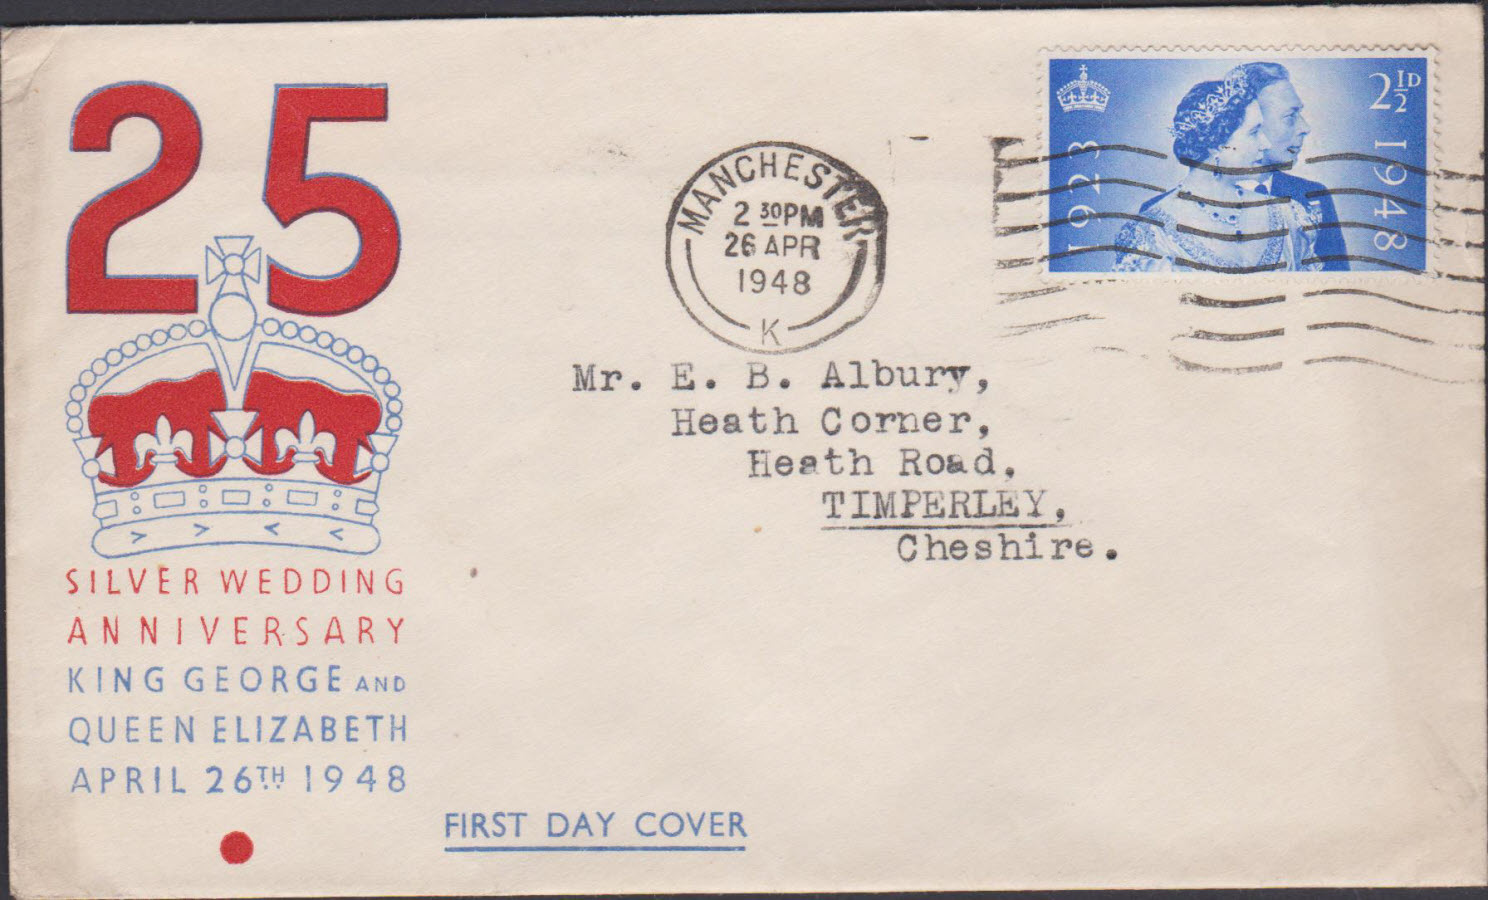 25
SILVER WEDDING
ANNIVERSARY
KING GEORGE AND
QUEEN ELIZABETH
APRIL 26TH 1948
FIRST DAY COVER
MANCHESTER
2 30PM
26 APR
1948
K
2½D
1923
1948
Mr. E. B. Albury,
Heath Corner,
Heath Road,
TIMPERLEY,
Cheshire.